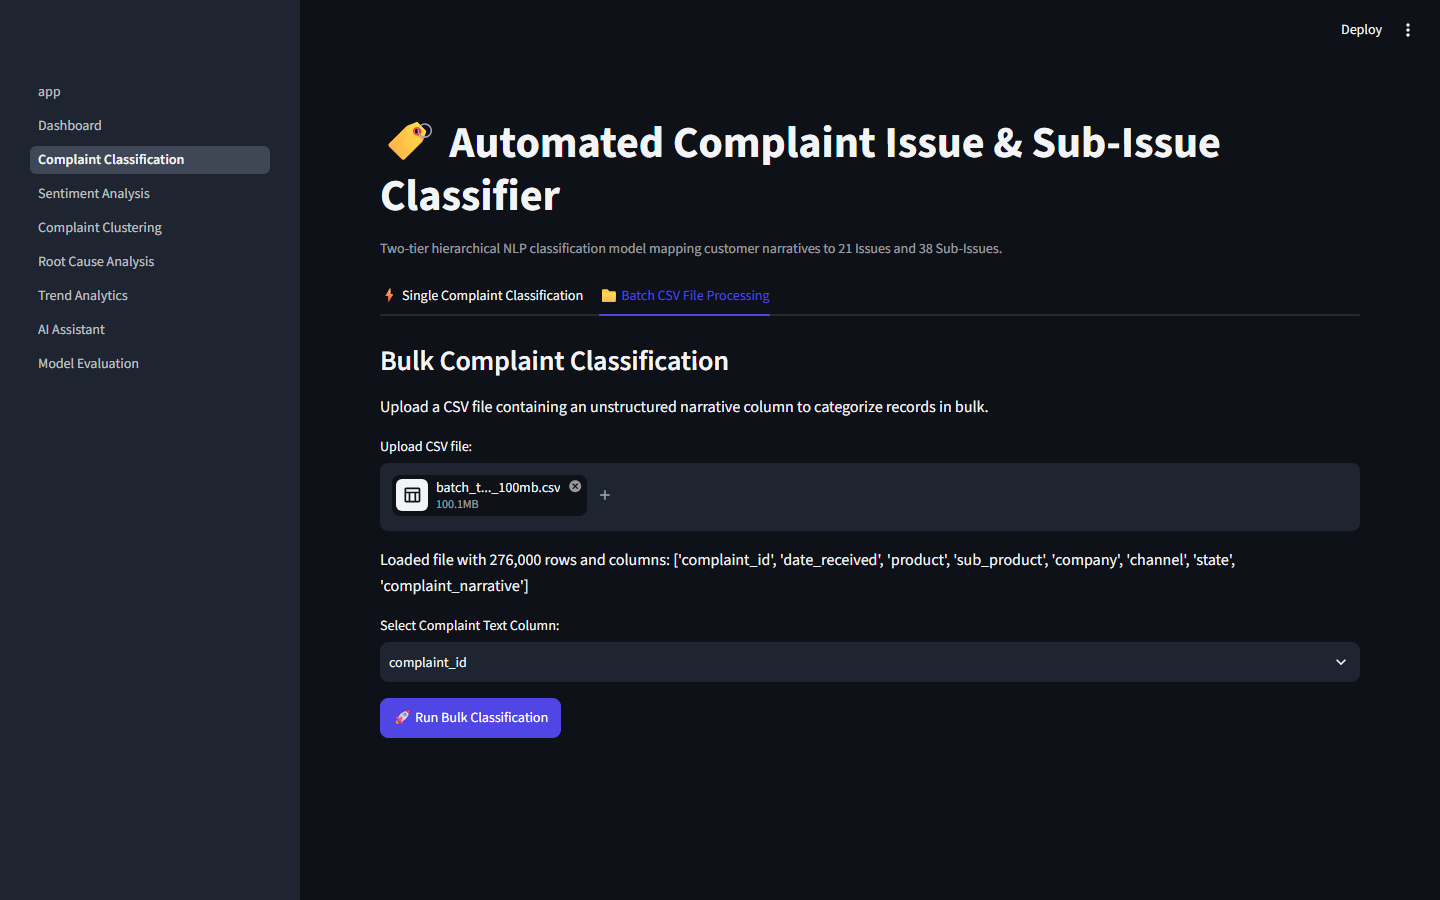 Deploy
app
Dashboard
Complaint Classification
Sentiment Analysis
Complaint Clustering
Root Cause Analysis
Trend Analytics
AI Assistant
Model Evaluation
Automated Complaint Issue & Sub-Issue
Classifier
Two-tier hierarchical NLP classification model mapping customer narratives to 21 Issues and 38 Sub-Issues.
Single Complaint Classification
Batch CSV File Processing
Bulk Complaint Classification
Upload a CSV file containing an unstructured narrative column to categorize records in bulk.
Upload CSV file:
batch_t..._100mb.csv
100.1MB
Loaded file with 276,000 rows and columns: ['complaint_id', 'date_received', 'product', 'sub_product', 'company', 'channel', 'state',
'complaint_narrative']
Select Complaint Text Column:
complaint_id
Run Bulk Classification